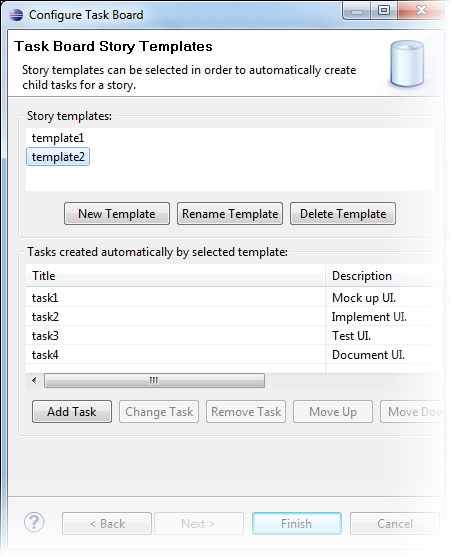 Configure Task Board
Task Board Story Templates
Story templates can be selected in order to automatically create
child tasks for a story.
Story templates:
template1
template2
New Template Rename Template Delete Template
Tasks created automatically by selected template:
Title Description
task1 Mock up UI.
task2 Implement UI.
task3 Test UI.
task4 Document UI.
Add Task Change Task Remove Task Move Up Move Dow
< Back Next > Finish Cancel